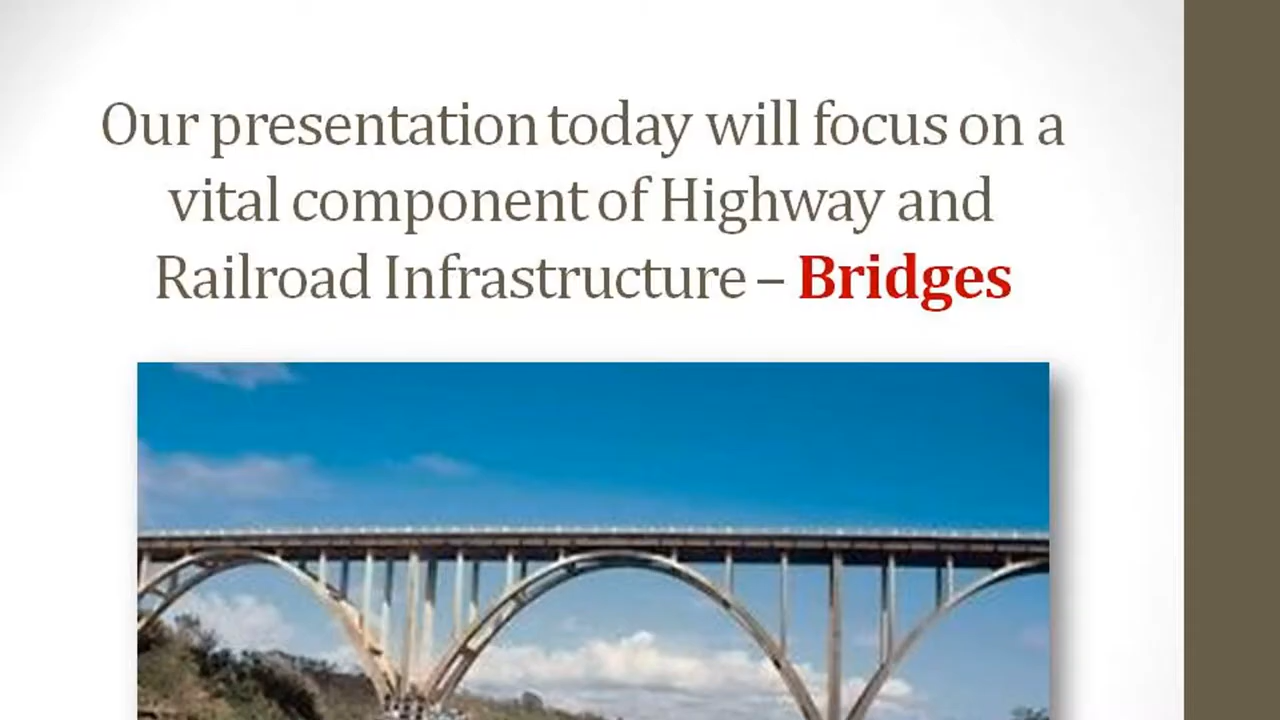 Our presentation today will focus on a
vital component of Highway and
Railroad Infrastructure – Bridges